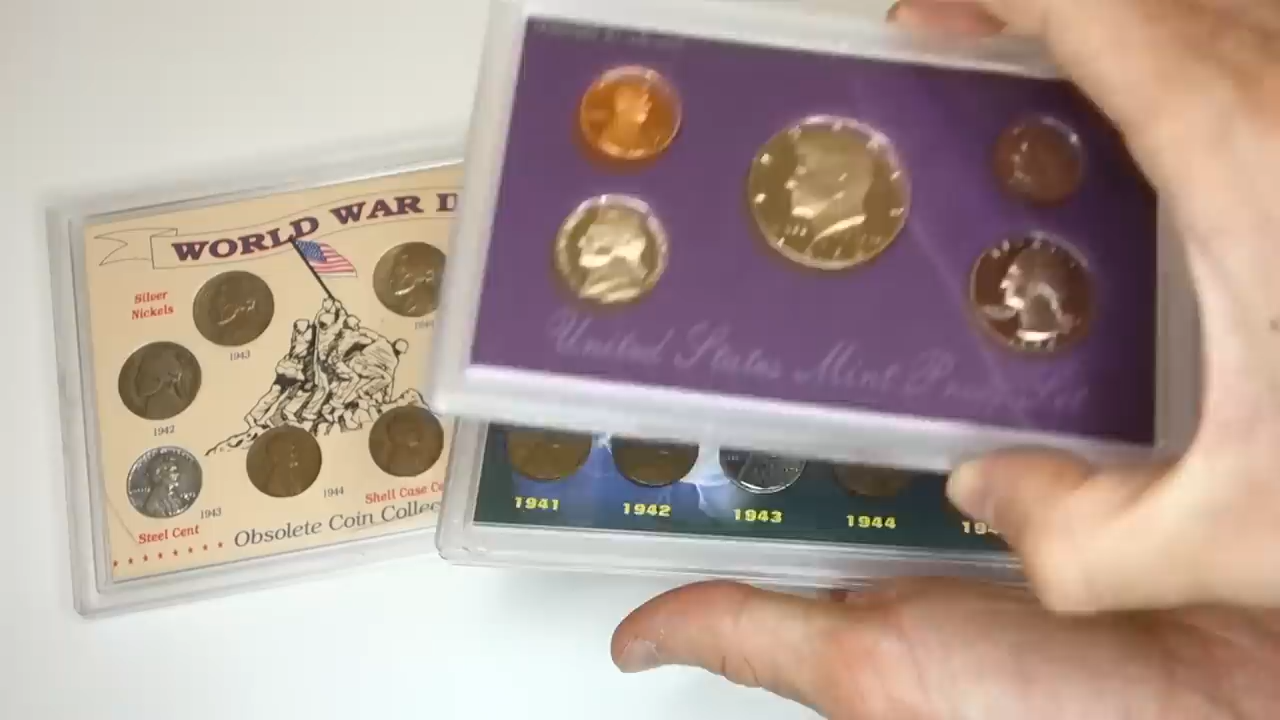 WORLD WAR I
Silver
Nickels
1943
1942
1943
Steel Cent
1944
Shell Case C
Obsolete Coin Collec
United States Mint Proof Set
1941
1942
1943
1944
194